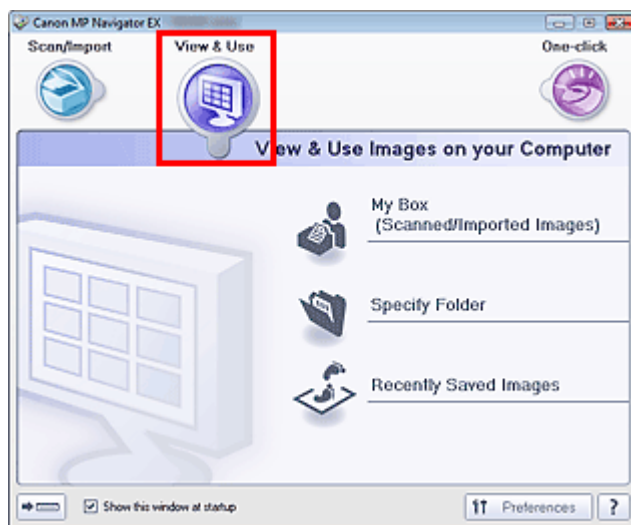 Canon MP Navigator EX
Scan/Import
View & Use
One-click
View & Use Images on your Computer
My Box
(Scanned/Imported Images)
Specify Folder
Recently Saved Images
Show this window at startup
Preferences
?